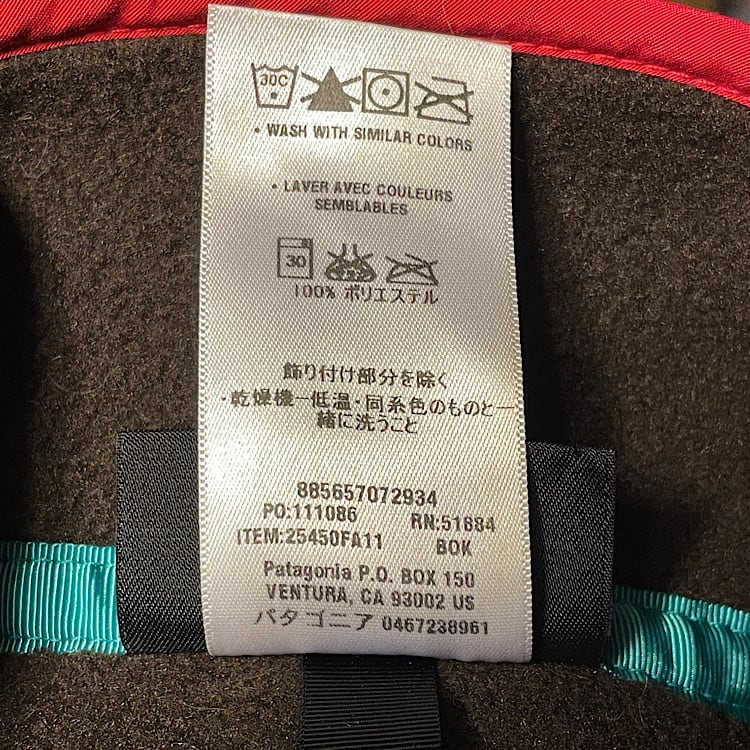 30C
• WASH WITH SIMILAR COLORS
• LAVER AVEC COULEURS
SEMBLABLES
30
100% ポリエステル
飾り付け部分を除く
・乾燥機一低温・同系色のものと一
緒に洗うこと
885657072934
PO:111086 RN:51884
ITEM:25450FA11 BOK
Patagonia P.O. BOX 150
VENTURA, CA 93002 US
パタゴニア 0467238961